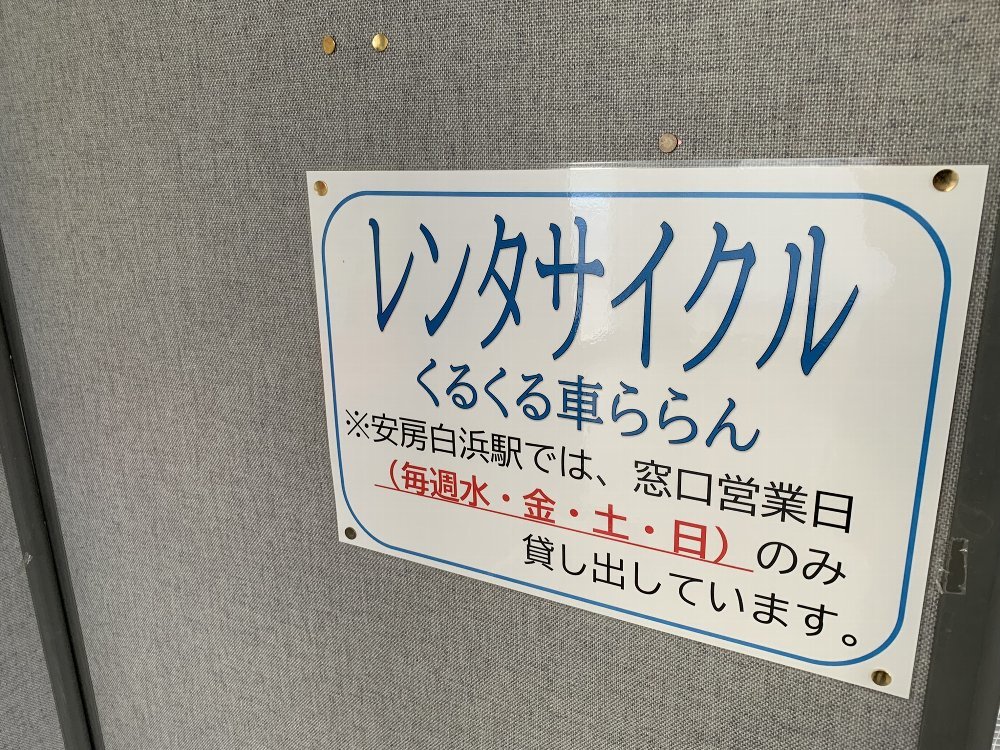 レンタサイクル
くるくる車ららん
※安房白浜駅では、窓口営業日
（毎週水・金・土・日）のみ
貸し出しています。